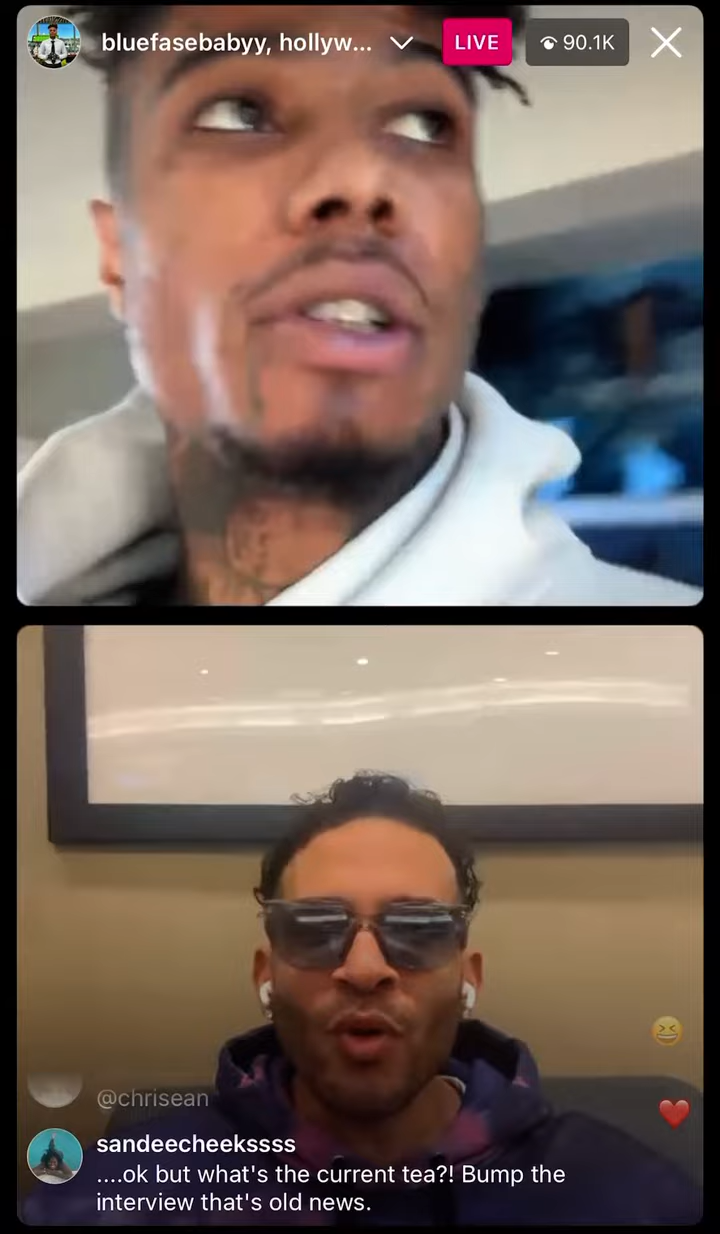 bluefasebabyy, hollyw...
LIVE
90.1K
@chrisean
sandeecheekssss
....ok but what's the current tea?! Bump the
interview that's old news.